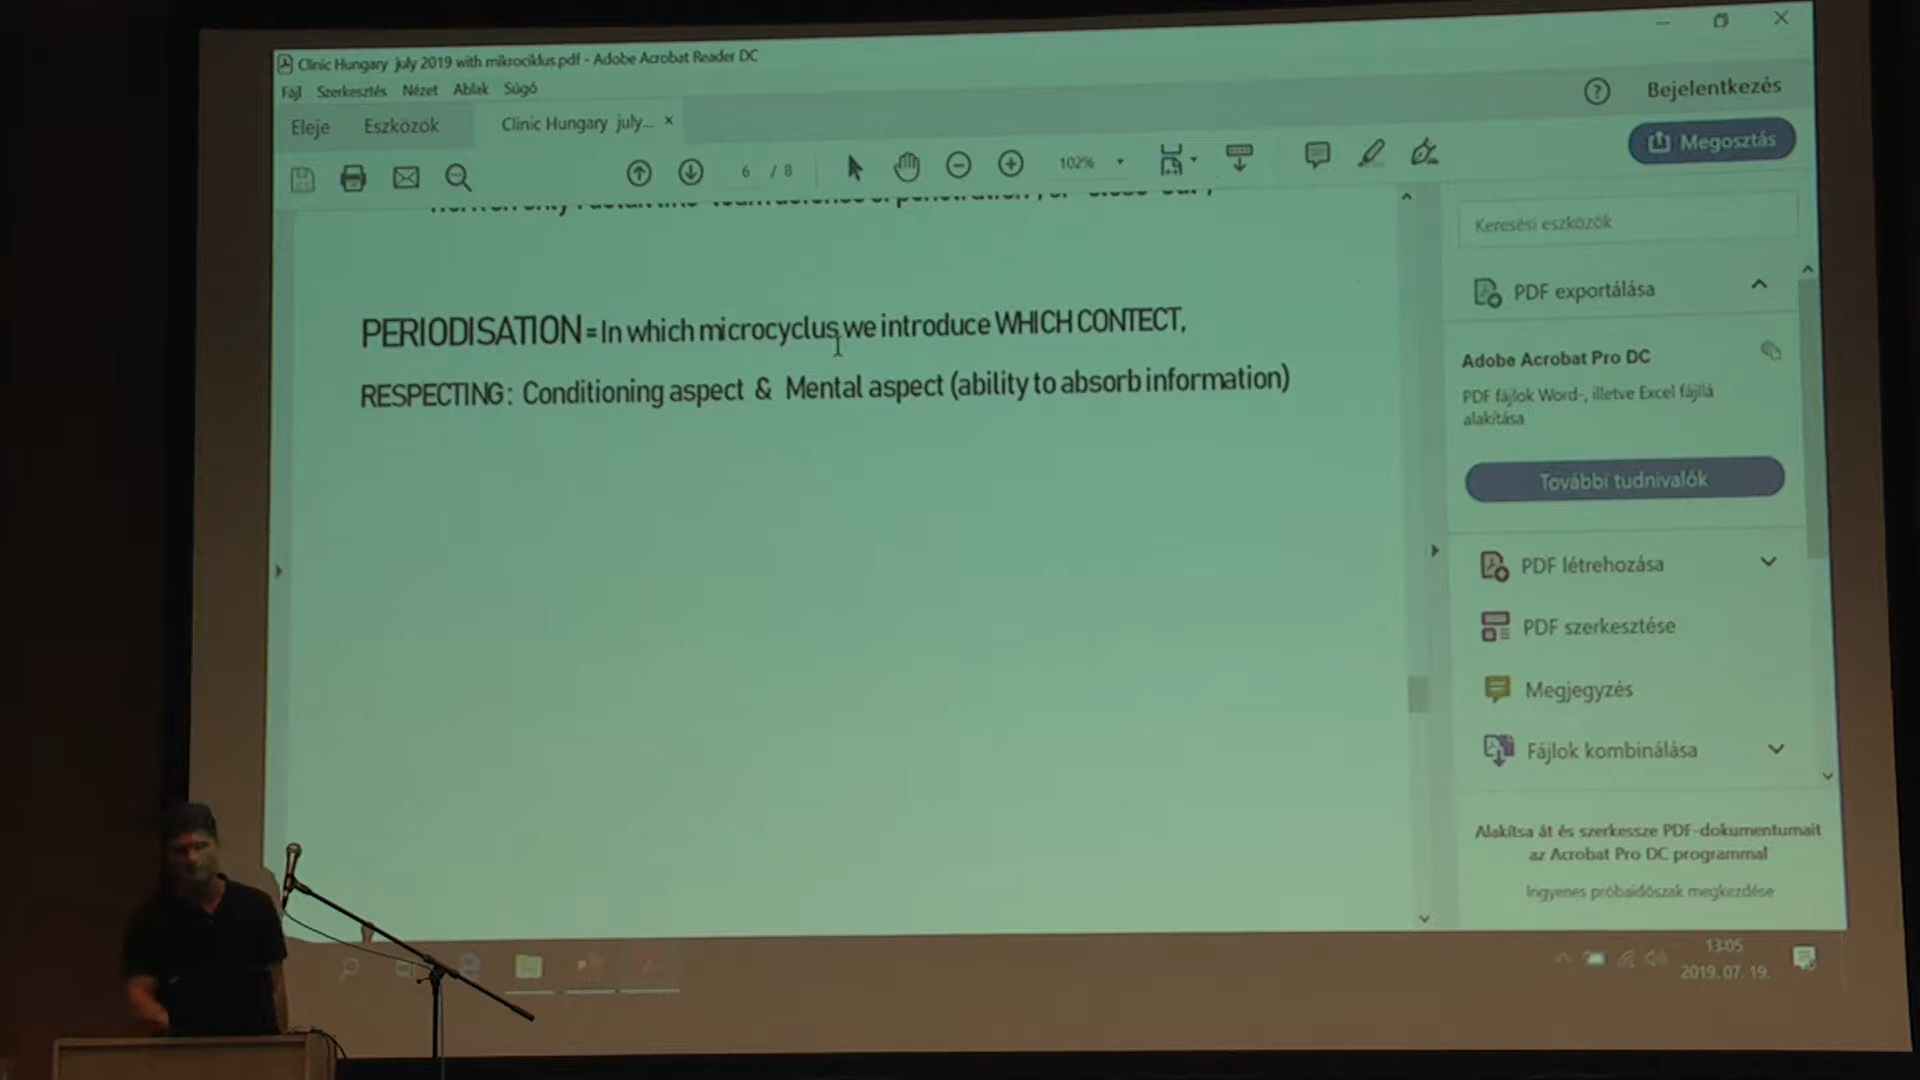 Clinic Hungary july 2019 with mikrociklus.pdf - Adobe Acrobat Reader DC
Fájl Szerkesztés Nézet Ablak Súgó
Bejelentkezés
Eleje Eszközök Clinic Hungary july...
Megosztás
6 / 8 102%
Keresési eszközök
PDF exportálása
PERIODISATION = In which microcyclus we introduce WHICH CONTECT,
RESPECTING: Conditioning aspect & Mental aspect (ability to absorb information)
Adobe Acrobat Pro DC
PDF fájlok Word-, illetve Excel fájllá
alakítása
További tudnivalók
PDF létrehozása
PDF szerkesztése
Megjegyzés
Fájlok kombinálása
Alakítsa át és szerkessze PDF-dokumentumait
az Acrobat Pro DC programmal
Ingyenes próbaidőszak megkezdése
13:05
2019. 07. 19.